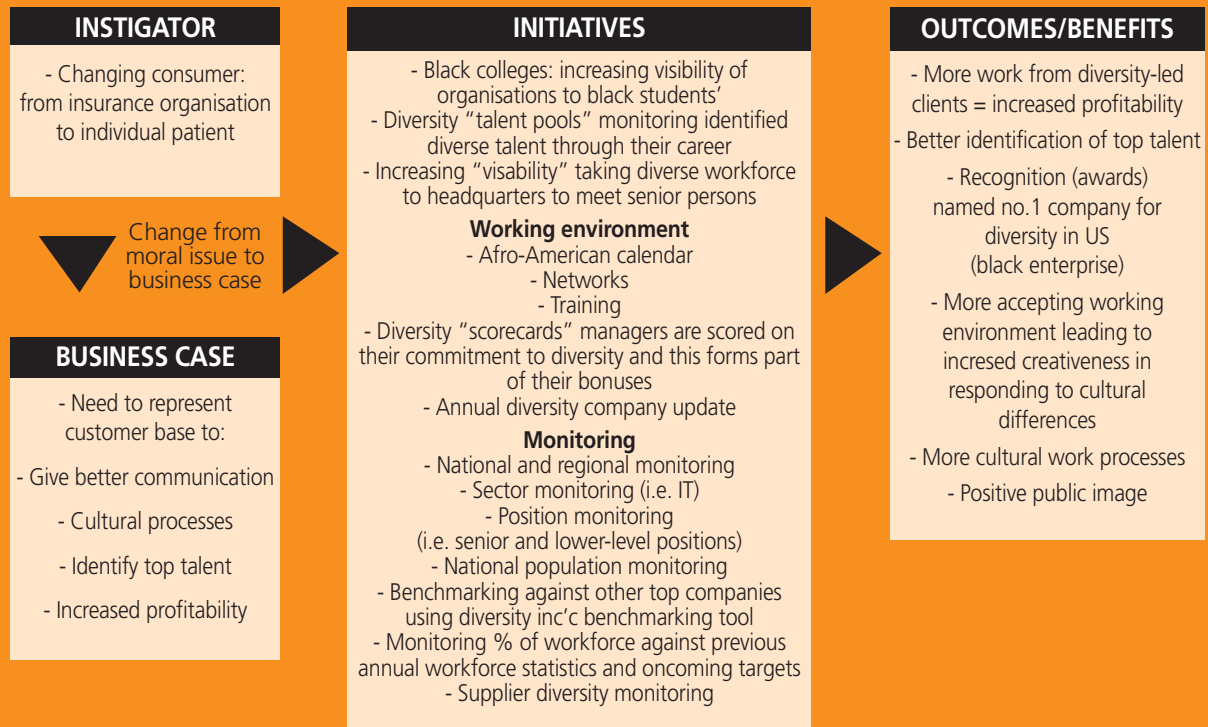 INSTIGATOR
- Changing consumer:
from insurance organisation
to individual patient
Change from
moral issue to
business case
BUSINESS CASE
- Need to represent
customer base to:
- Give better communication
- Cultural processes
- Identify top talent
- Increased profitability
INITIATIVES
- Black colleges: increasing visibility of
organisations to black students’
- Diversity “talent pools” monitoring identified
diverse talent through their career
- Increasing “visability” taking diverse workforce
to headquarters to meet senior persons
Working environment
- Afro-American calendar
- Networks
- Training
- Diversity “scorecards” managers are scored on
their commitment to diversity and this forms part
of their bonuses
- Annual diversity company update
Monitoring
- National and regional monitoring
- Sector monitoring (i.e. IT)
- Position monitoring
(i.e. senior and lower-level positions)
- National population monitoring
- Benchmarking against other top companies
using diversity inc’c benchmarking tool
- Monitoring % of workforce against previous
annual workforce statistics and oncoming targets
- Supplier diversity monitoring
OUTCOMES/BENEFITS
- More work from diversity-led
clients = increased profitability
- Better identification of top talent
- Recognition (awards)
named no.1 company for
diversity in US
(black enterprise)
- More accepting working
environment leading to
incresed creativeness in
responding to cultural
differences
- More cultural work processes
- Positive public image